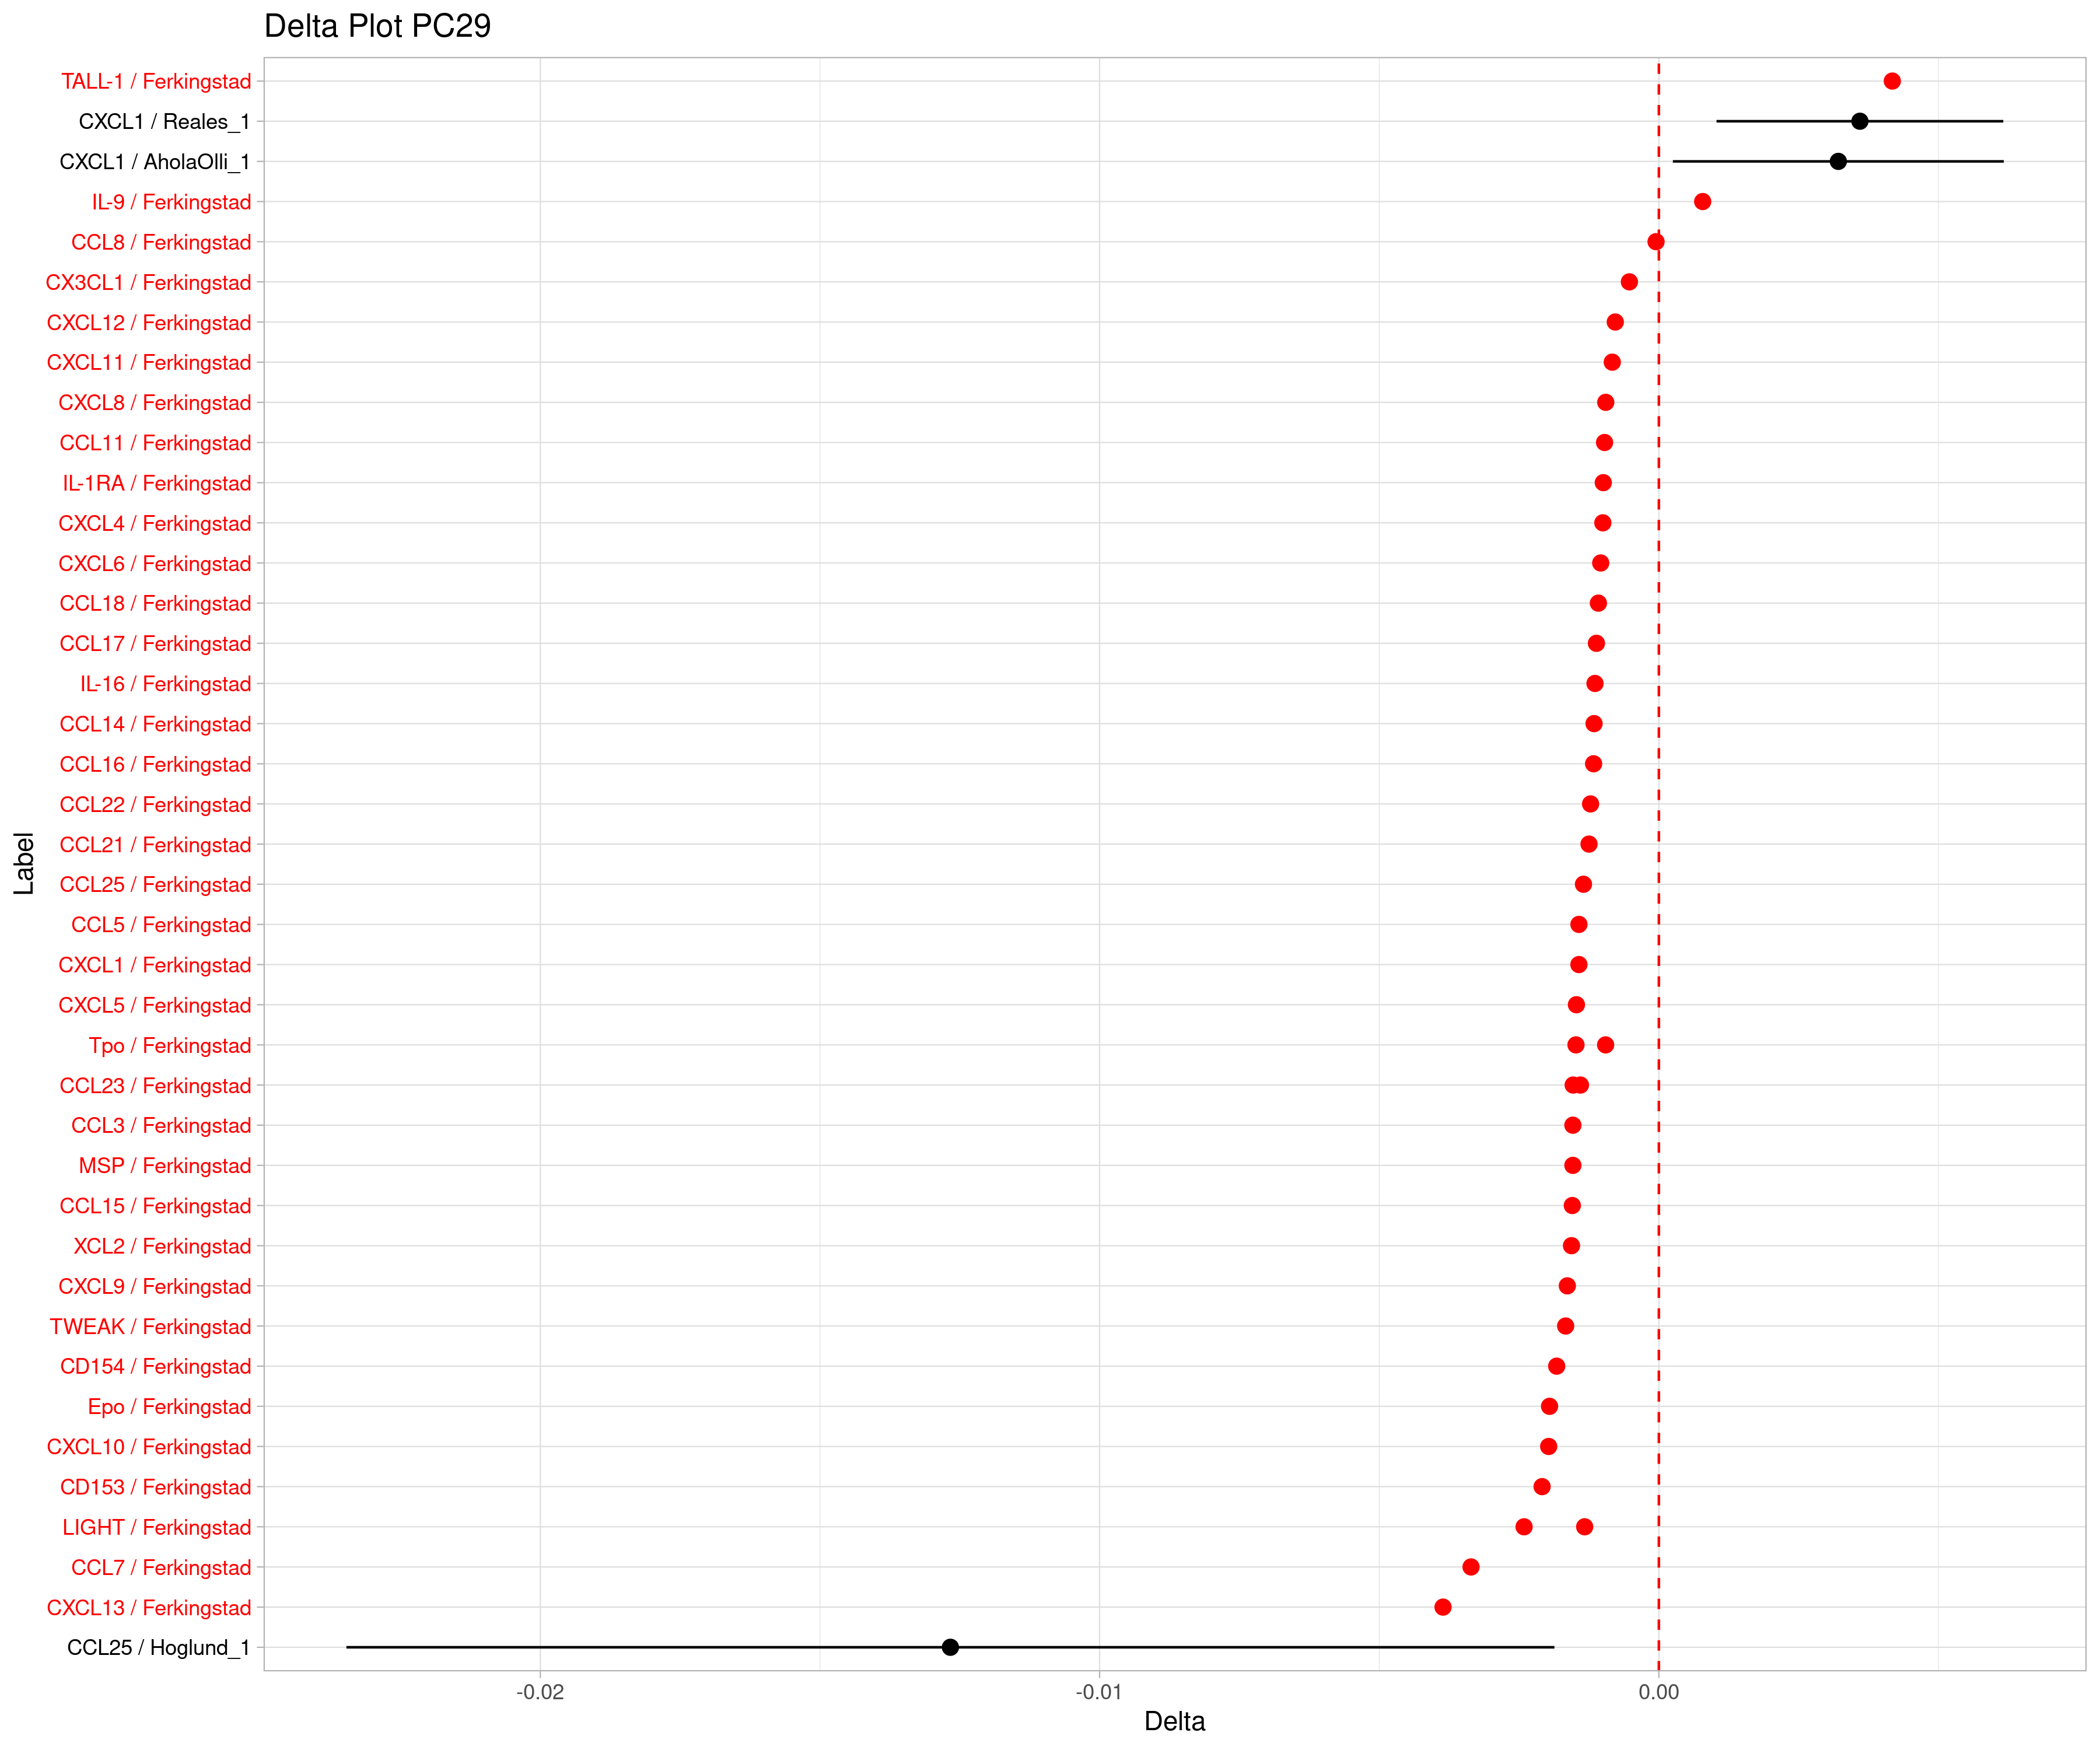 Delta Plot PC29
TALL-1 / Ferkingstad
CXCL1 / Reales_1
CXCL1 / AholaOlli_1
IL-9 / Ferkingstad
CCL8 / Ferkingstad
CX3CL1 / Ferkingstad
CXCL12 / Ferkingstad
CXCL11 / Ferkingstad
CXCL8 / Ferkingstad
CCL11 / Ferkingstad
IL-1RA / Ferkingstad
CXCL4 / Ferkingstad
CXCL6 / Ferkingstad
CCL18 / Ferkingstad
CCL17 / Ferkingstad
IL-16 / Ferkingstad
CCL14 / Ferkingstad
CCL16 / Ferkingstad
CCL22 / Ferkingstad
CCL21 / Ferkingstad
CCL25 / Ferkingstad
CCL5 / Ferkingstad
CXCL1 / Ferkingstad
CXCL5 / Ferkingstad
Tpo / Ferkingstad
CCL23 / Ferkingstad
CCL3 / Ferkingstad
MSP / Ferkingstad
CCL15 / Ferkingstad
XCL2 / Ferkingstad
CXCL9 / Ferkingstad
TWEAK / Ferkingstad
CD154 / Ferkingstad
Epo / Ferkingstad
CXCL10 / Ferkingstad
CD153 / Ferkingstad
LIGHT / Ferkingstad
CCL7 / Ferkingstad
CXCL13 / Ferkingstad
CCL25 / Hoglund_1
Label
-0.02 -0.01 0.00
Delta